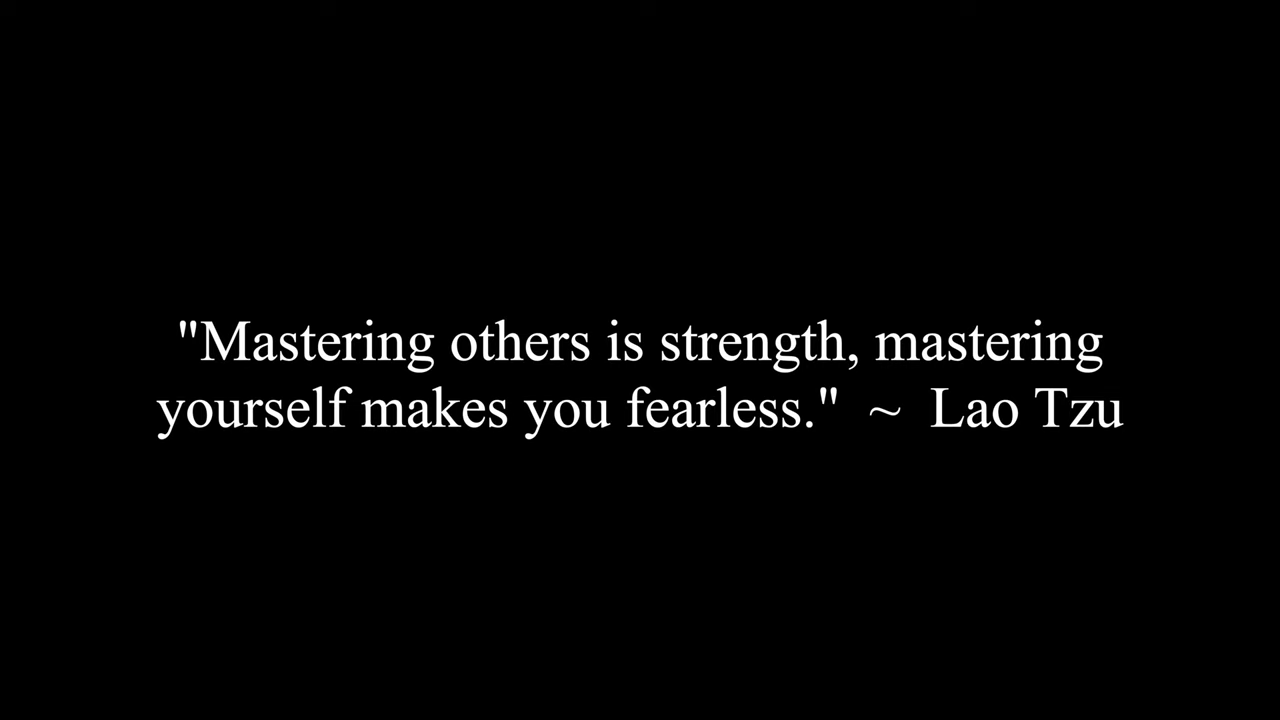 "Mastering others is strength, mastering
yourself makes you fearless."  ~  Lao Tzu